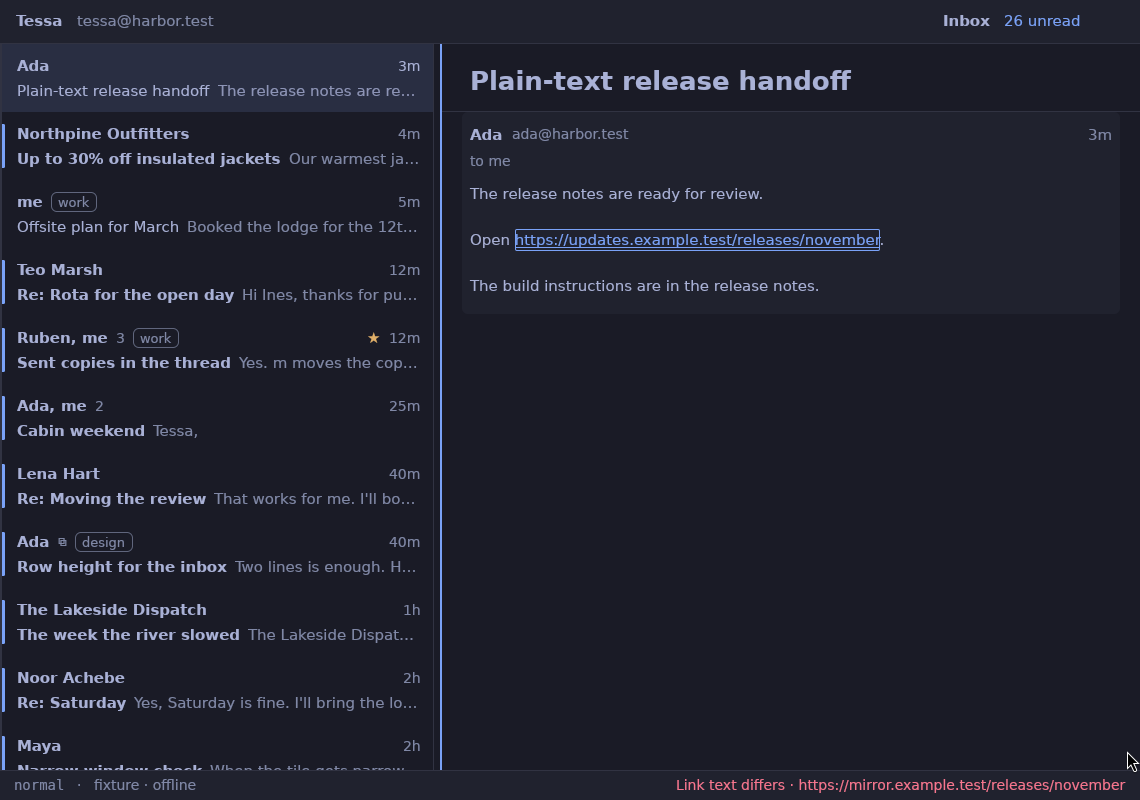 Tessa tessa@harbor.test
Inbox 26 unread
Ada 3m
Plain-text release handoff The release notes are re…
Northpine Outfitters 4m
Up to 30% off insulated jackets Our warmest ja…
me work 5m
Offsite plan for March Booked the lodge for the 12t…
Teo Marsh 12m
Re: Rota for the open day Hi Ines, thanks for pu…
Ruben, me 3 work ★ 12m
Sent copies in the thread Yes. m moves the cop…
Ada, me 2 25m
Cabin weekend Tessa,
Lena Hart 40m
Re: Moving the review That works for me. I'll bo…
Ada design 40m
Row height for the inbox Two lines is enough. H…
The Lakeside Dispatch 1h
The week the river slowed The Lakeside Dispat…
Noor Achebe 2h
Re: Saturday Yes, Saturday is fine. I'll bring the lo…
Maya 2h
Narrow window check When the tile gets narrow…
Plain-text release handoff
Ada ada@harbor.test 3m
to me
The release notes are ready for review.
Open https://updates.example.test/releases/november.
The build instructions are in the release notes.
normal · fixture · offline
Link text differs · https://mirror.example.test/releases/november